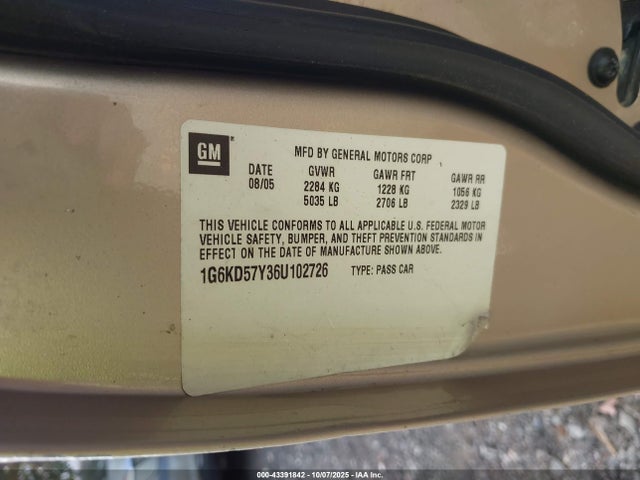 GM
MFD BY GENERAL MOTORS CORP
DATE GVWR GAWR FRT GAWR RR
08/05 2284 KG 1228 KG 1056 KG
5035 LB 2706 LB 2329 LB
THIS VEHICLE CONFORMS TO ALL APPLICABLE U.S. FEDERAL MOTOR
VEHICLE SAFETY, BUMPER, AND THEFT PREVENTION STANDARDS IN
EFFECT ON THE DATE OF MANUFACTURE SHOWN ABOVE.
1G6KD57Y36U102726 TYPE: PASS CAR
000-43391842 - 10/07/2025 - IAA Inc.